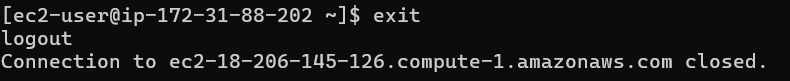 [ec2-user@ip-172-31-88-202 ~]$ exit
logout
Connection to ec2-18-206-145-126.compute-1.amazonaws.com closed.